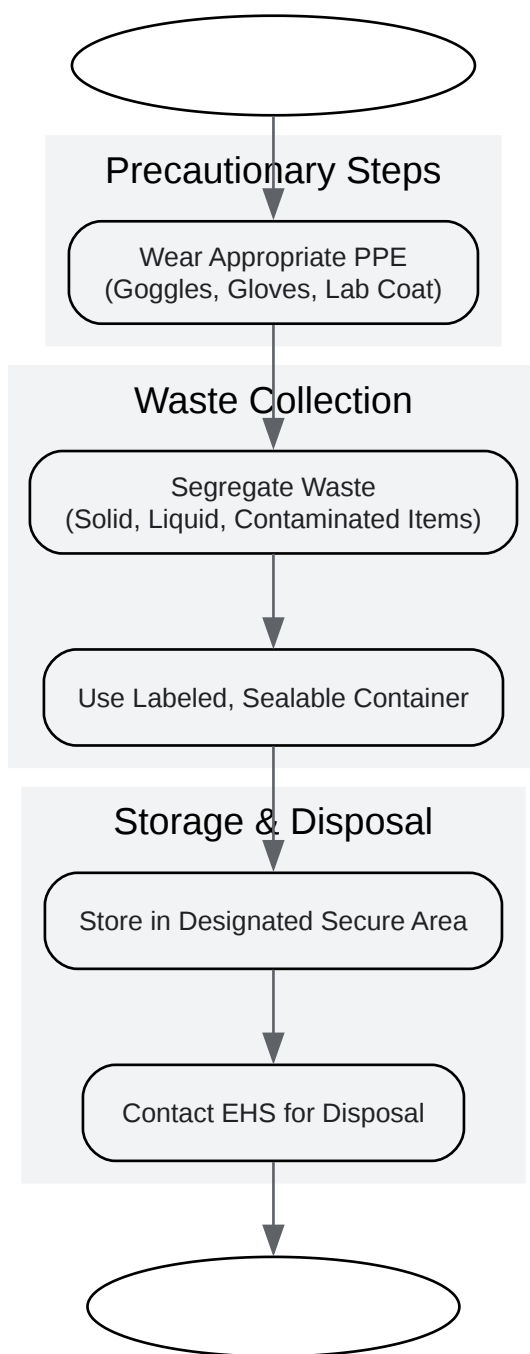 Precautionary Steps
Wear Appropriate PPE
(Goggles, Gloves, Lab Coat)
Waste Collection
Segregate Waste
(Solid, Liquid, Contaminated Items)
Use Labeled, Sealable Container
Storage & Disposal
Store in Designated Secure Area
Contact EHS for Disposal